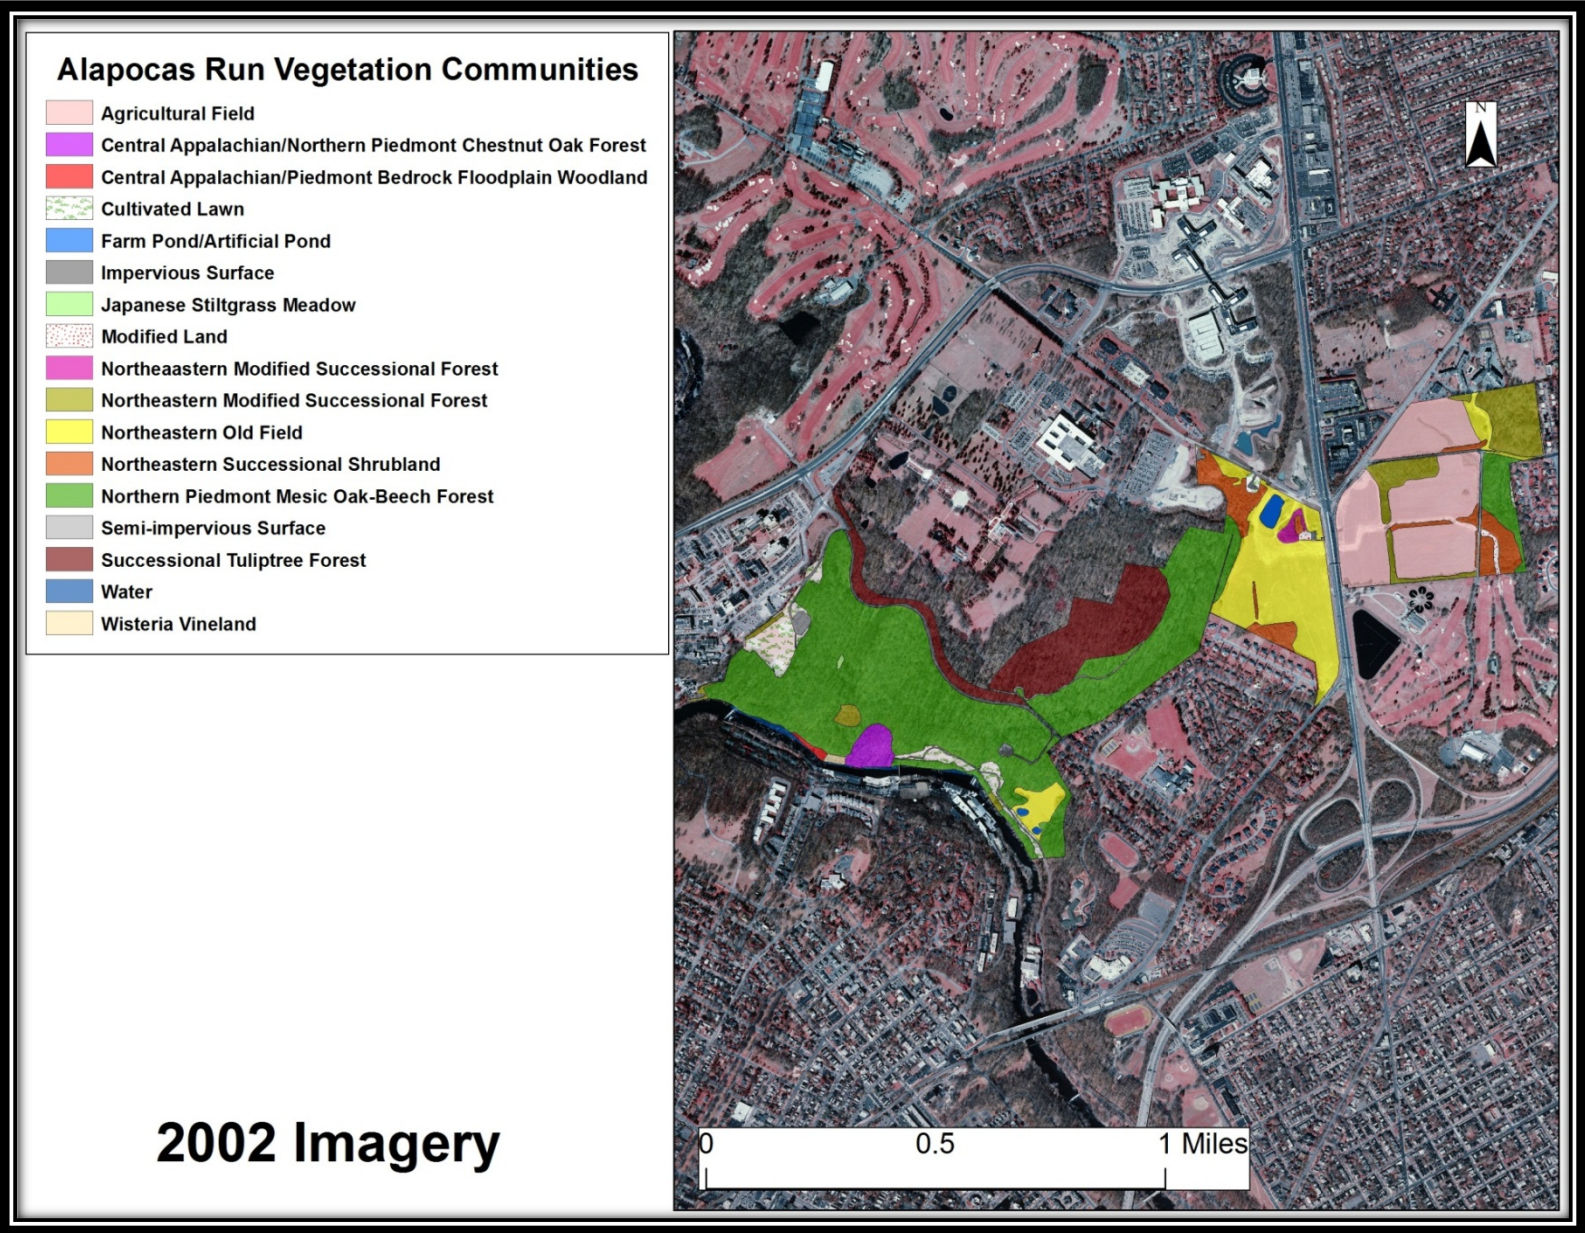 Alapocas Run Vegetation Communities
Agricultural Field
Central Appalachian/Northern Piedmont Chestnut Oak Forest
Central Appalachian/Piedmont Bedrock Floodplain Woodland
Cultivated Lawn
Farm Pond/Artificial Pond
Impervious Surface
Japanese Stiltgrass Meadow
Modified Land
Northeaastern Modified Successional Forest
Northeastern Modified Successional Forest
Northeastern Old Field
Northeastern Successional Shrubland
Northern Piedmont Mesic Oak-Beech Forest
Semi-impervious Surface
Successional Tuliptree Forest
Water
Wisteria Vineland
N
2002 Imagery
0 0.5 1 Miles